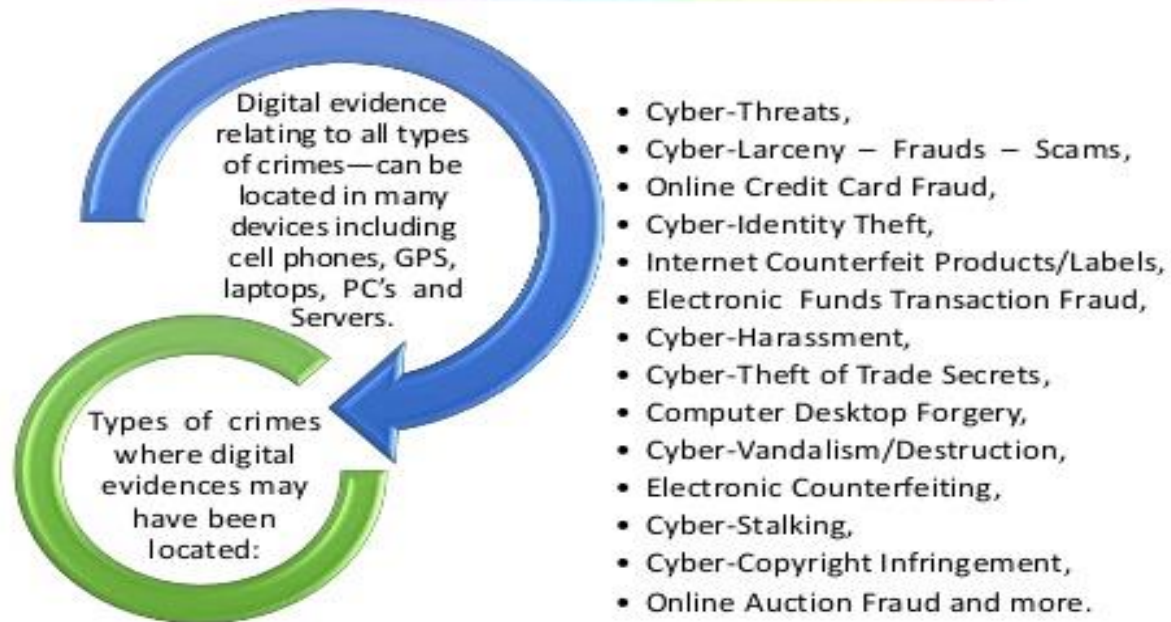 Digital evidence
relating to all types
of crimes—can be
located in many
devices including
cell phones, GPS,
laptops, PC's and
Servers.
Types of crimes
where digital
evidences may
have been
located:
• Cyber-Threats,
• Cyber-Larceny – Frauds – Scams,
• Online Credit Card Fraud,
• Cyber-Identity Theft,
• Internet Counterfeit Products/Labels,
• Electronic Funds Transaction Fraud,
• Cyber-Harassment,
• Cyber-Theft of Trade Secrets,
• Computer Desktop Forgery,
• Cyber-Vandalism/Destruction,
• Electronic Counterfeiting,
• Cyber-Stalking,
• Cyber-Copyright Infringement,
• Online Auction Fraud and more.